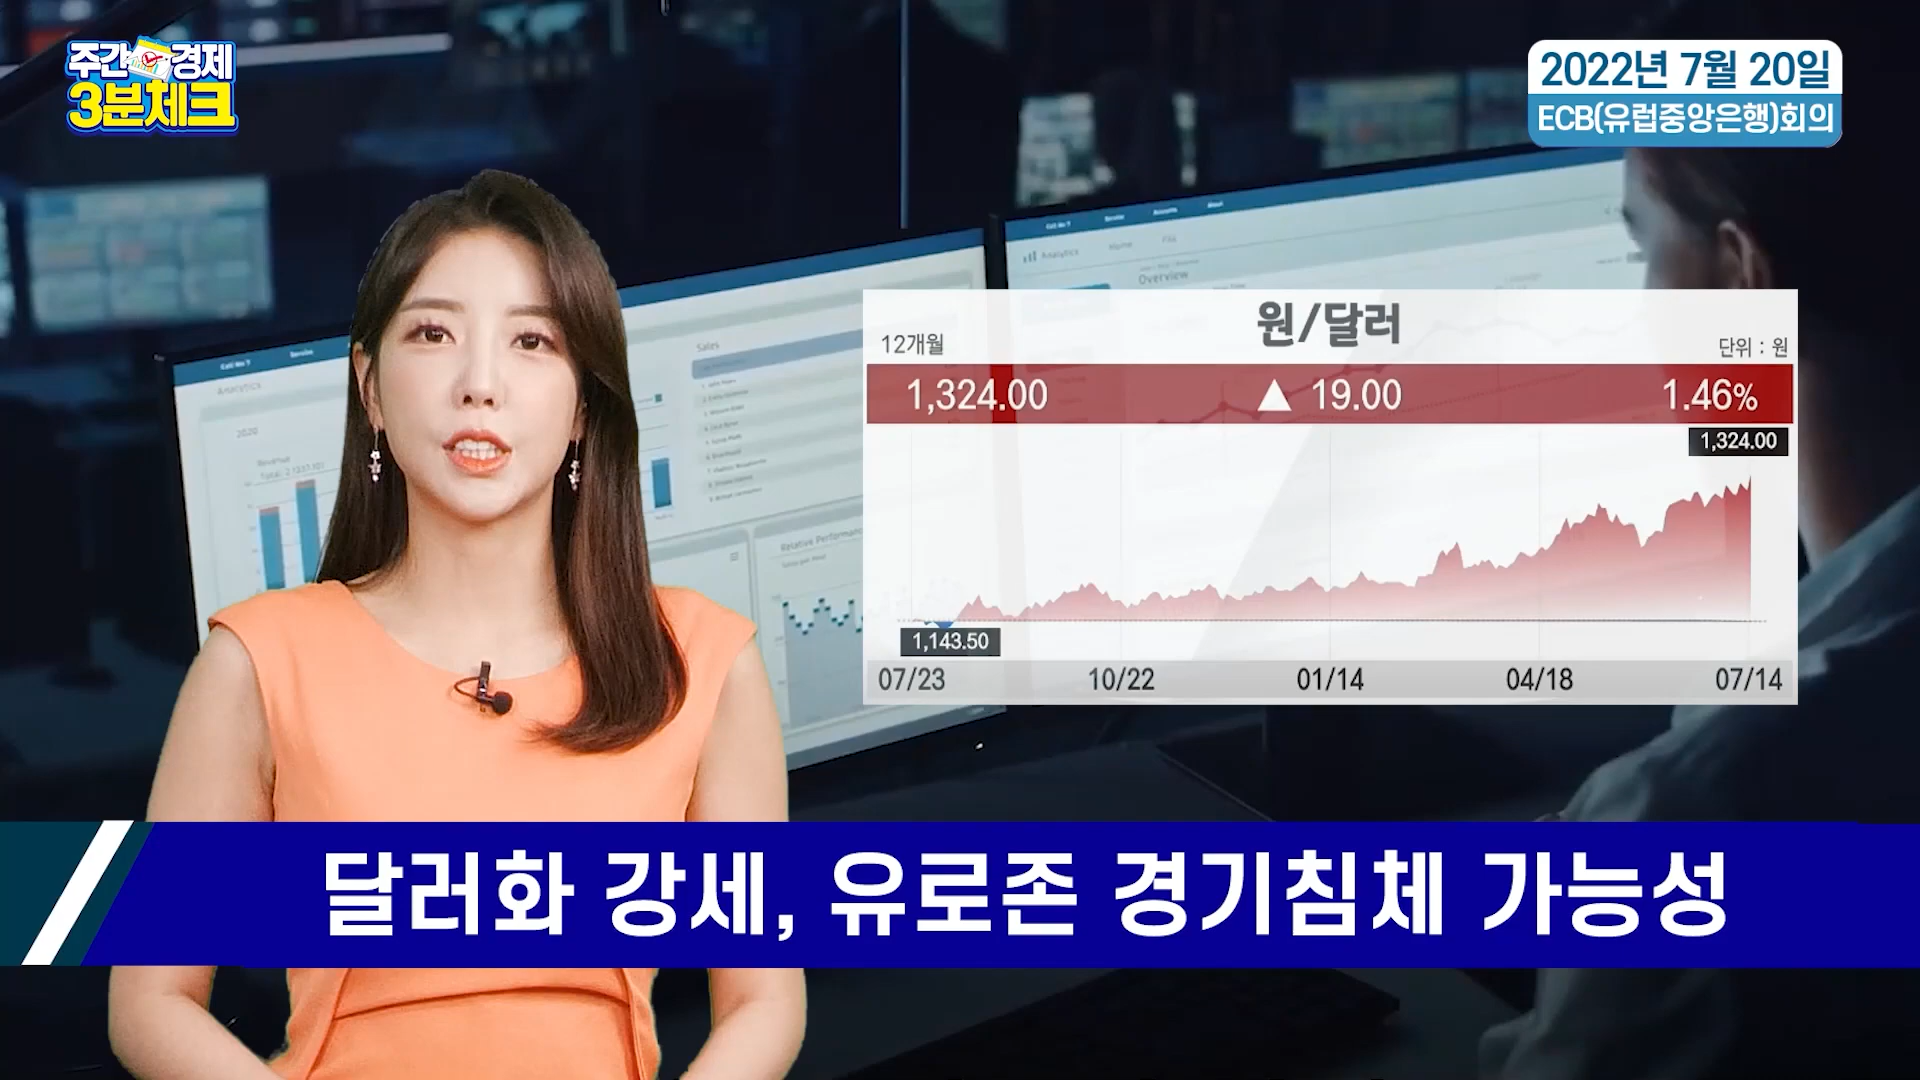 주간 경제
3분체크
2022년 7월 20일
ECB(유럽중앙은행)회의
원/달러
12개월
단위 : 원
1,324.00 ▲ 19.00 1.46%
1,324.00
1,143.50
07/23 10/22 01/14 04/18 07/14
달러화 강세, 유로존 경기침체 가능성
Analytics
Overview
Sales
Analytics
2020
Revenue
Relative Performance